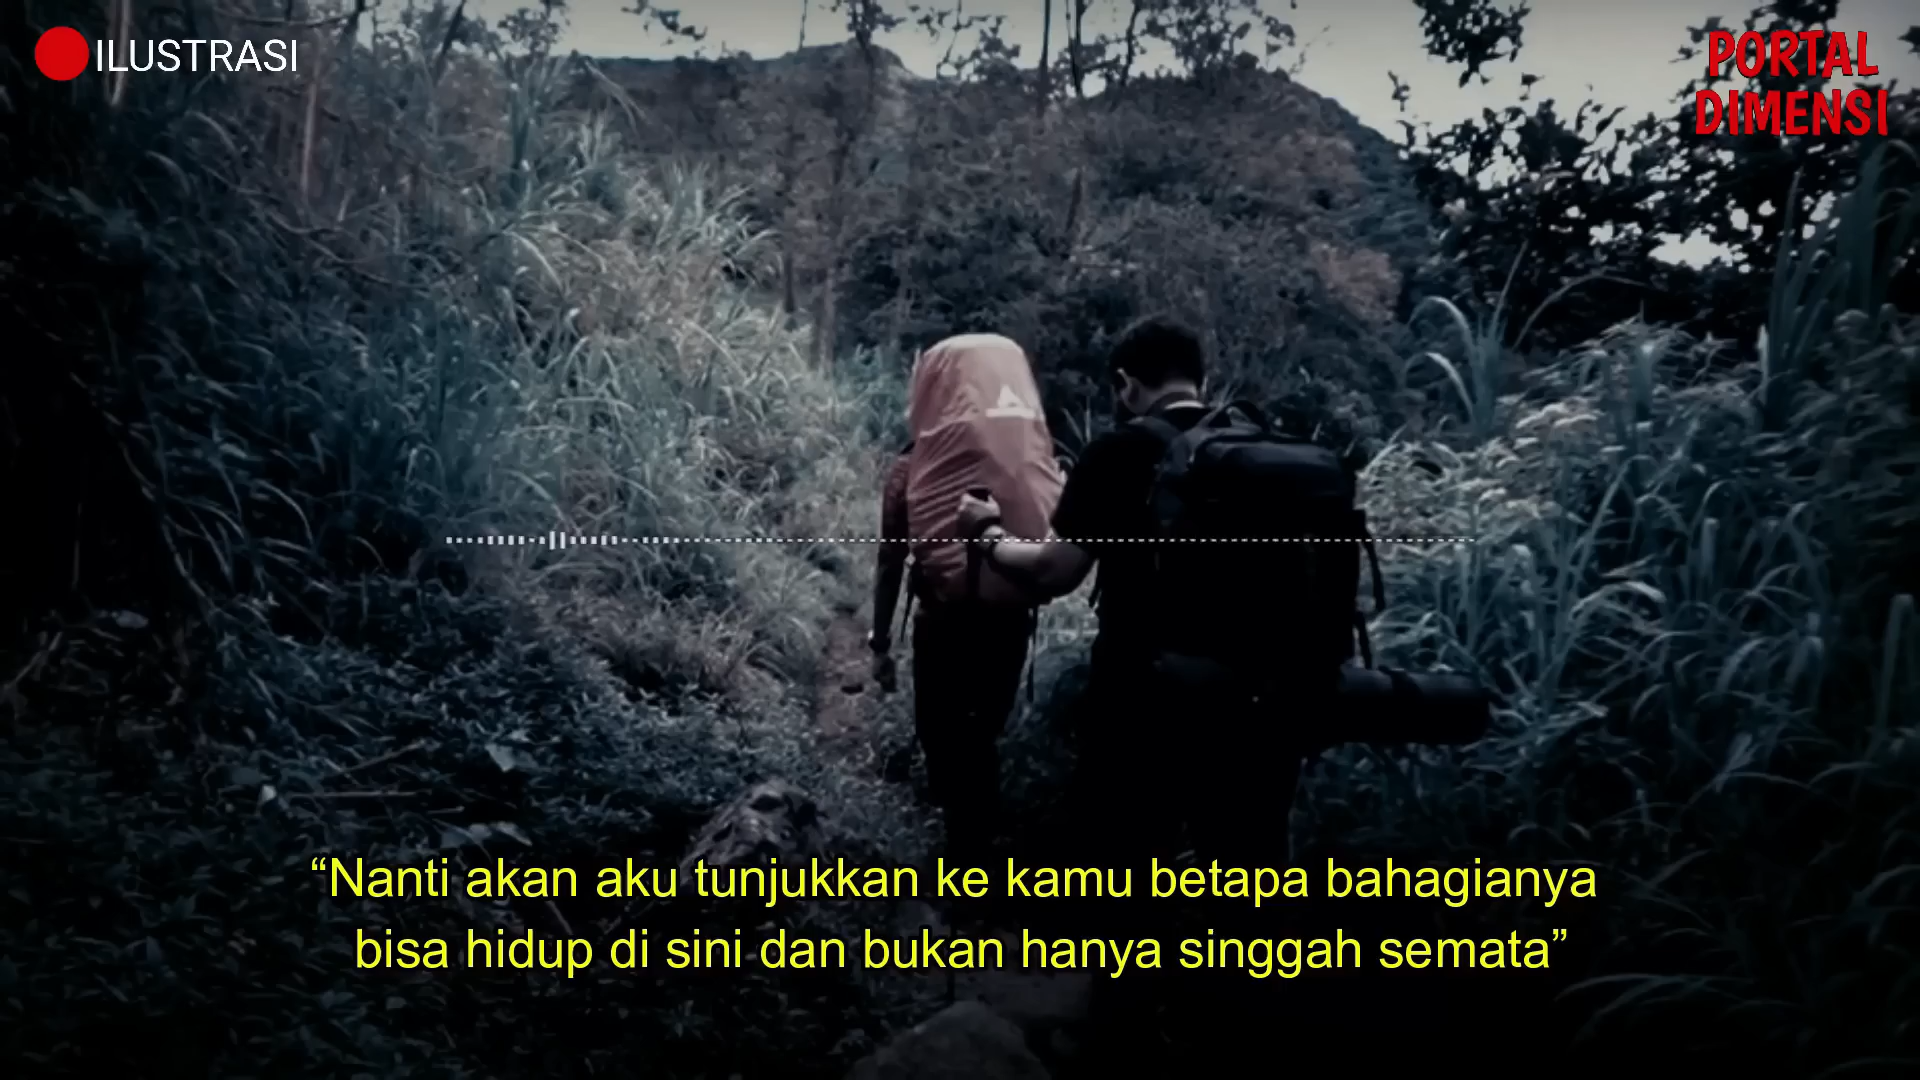 ILUSTRASI
PORTAL
DIMENSI
“Nanti akan aku tunjukkan ke kamu betapa bahagianya
bisa hidup di sini dan bukan hanya singgah semata”